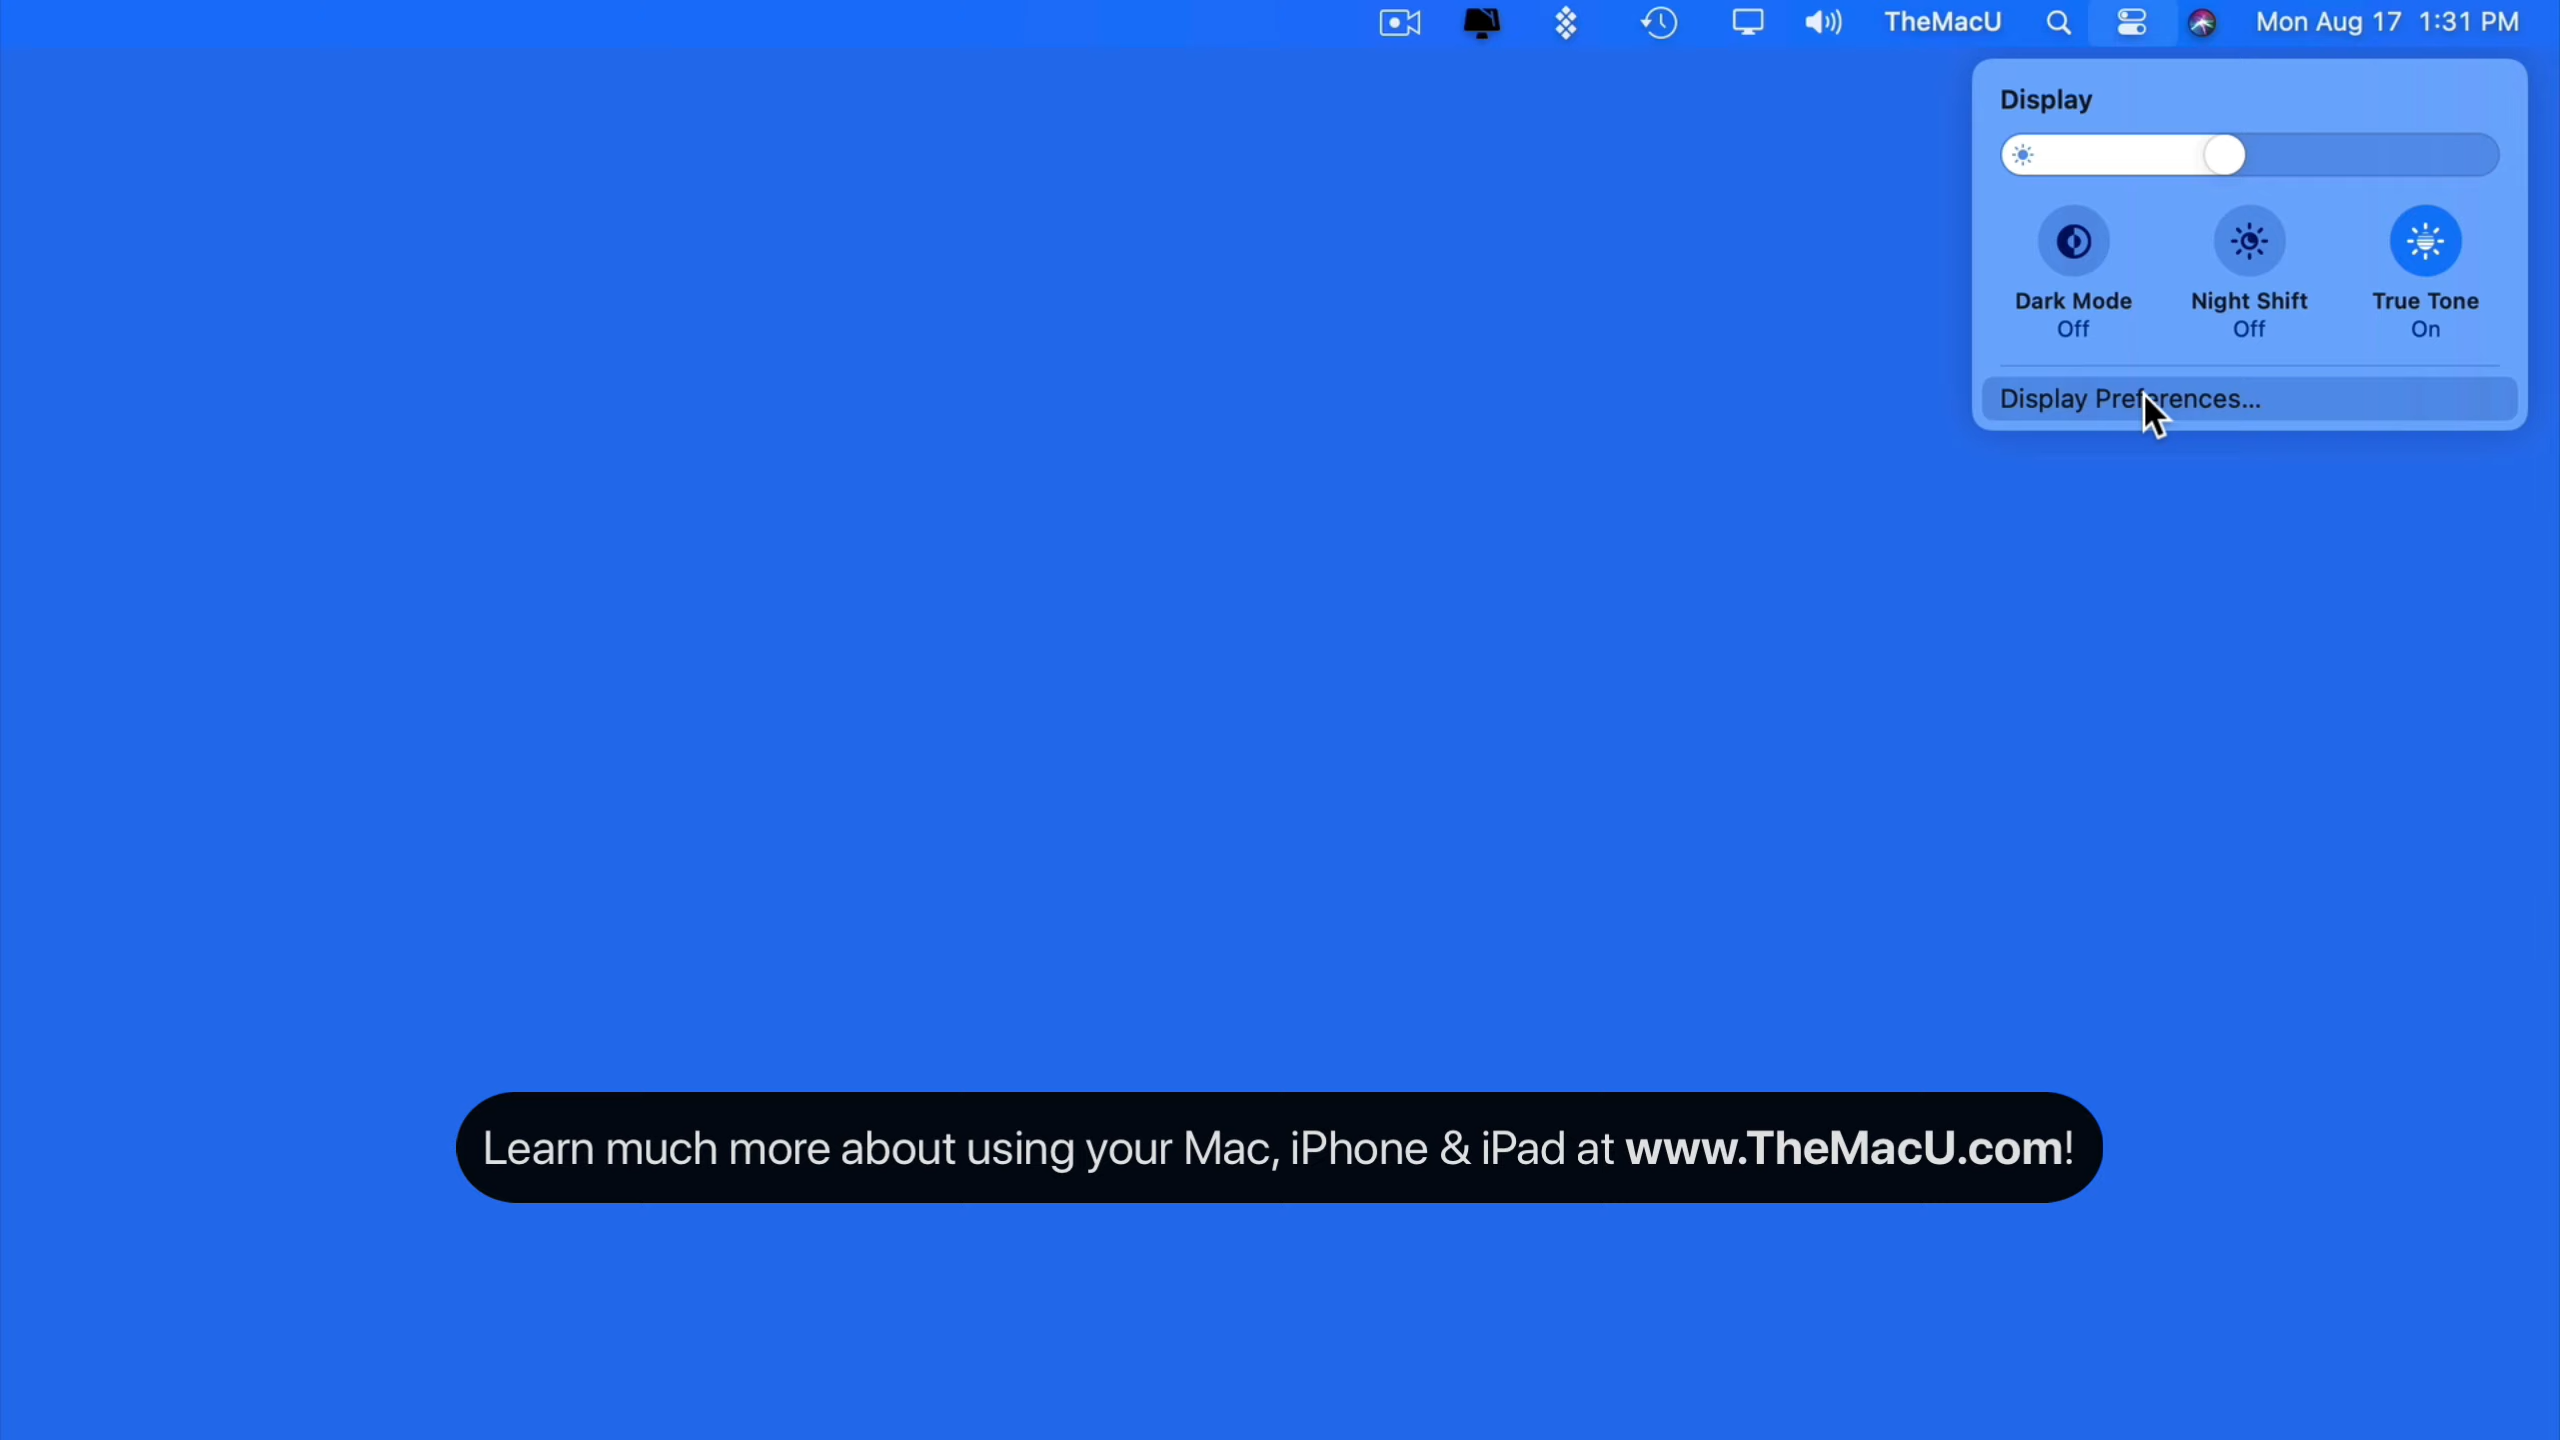 TheMacU
Mon Aug 17 1:31 PM
Display
Dark Mode
Off
Night Shift
Off
True Tone
On
Display Preferences...
Learn much more about using your Mac, iPhone & iPad at www.TheMacU.com!